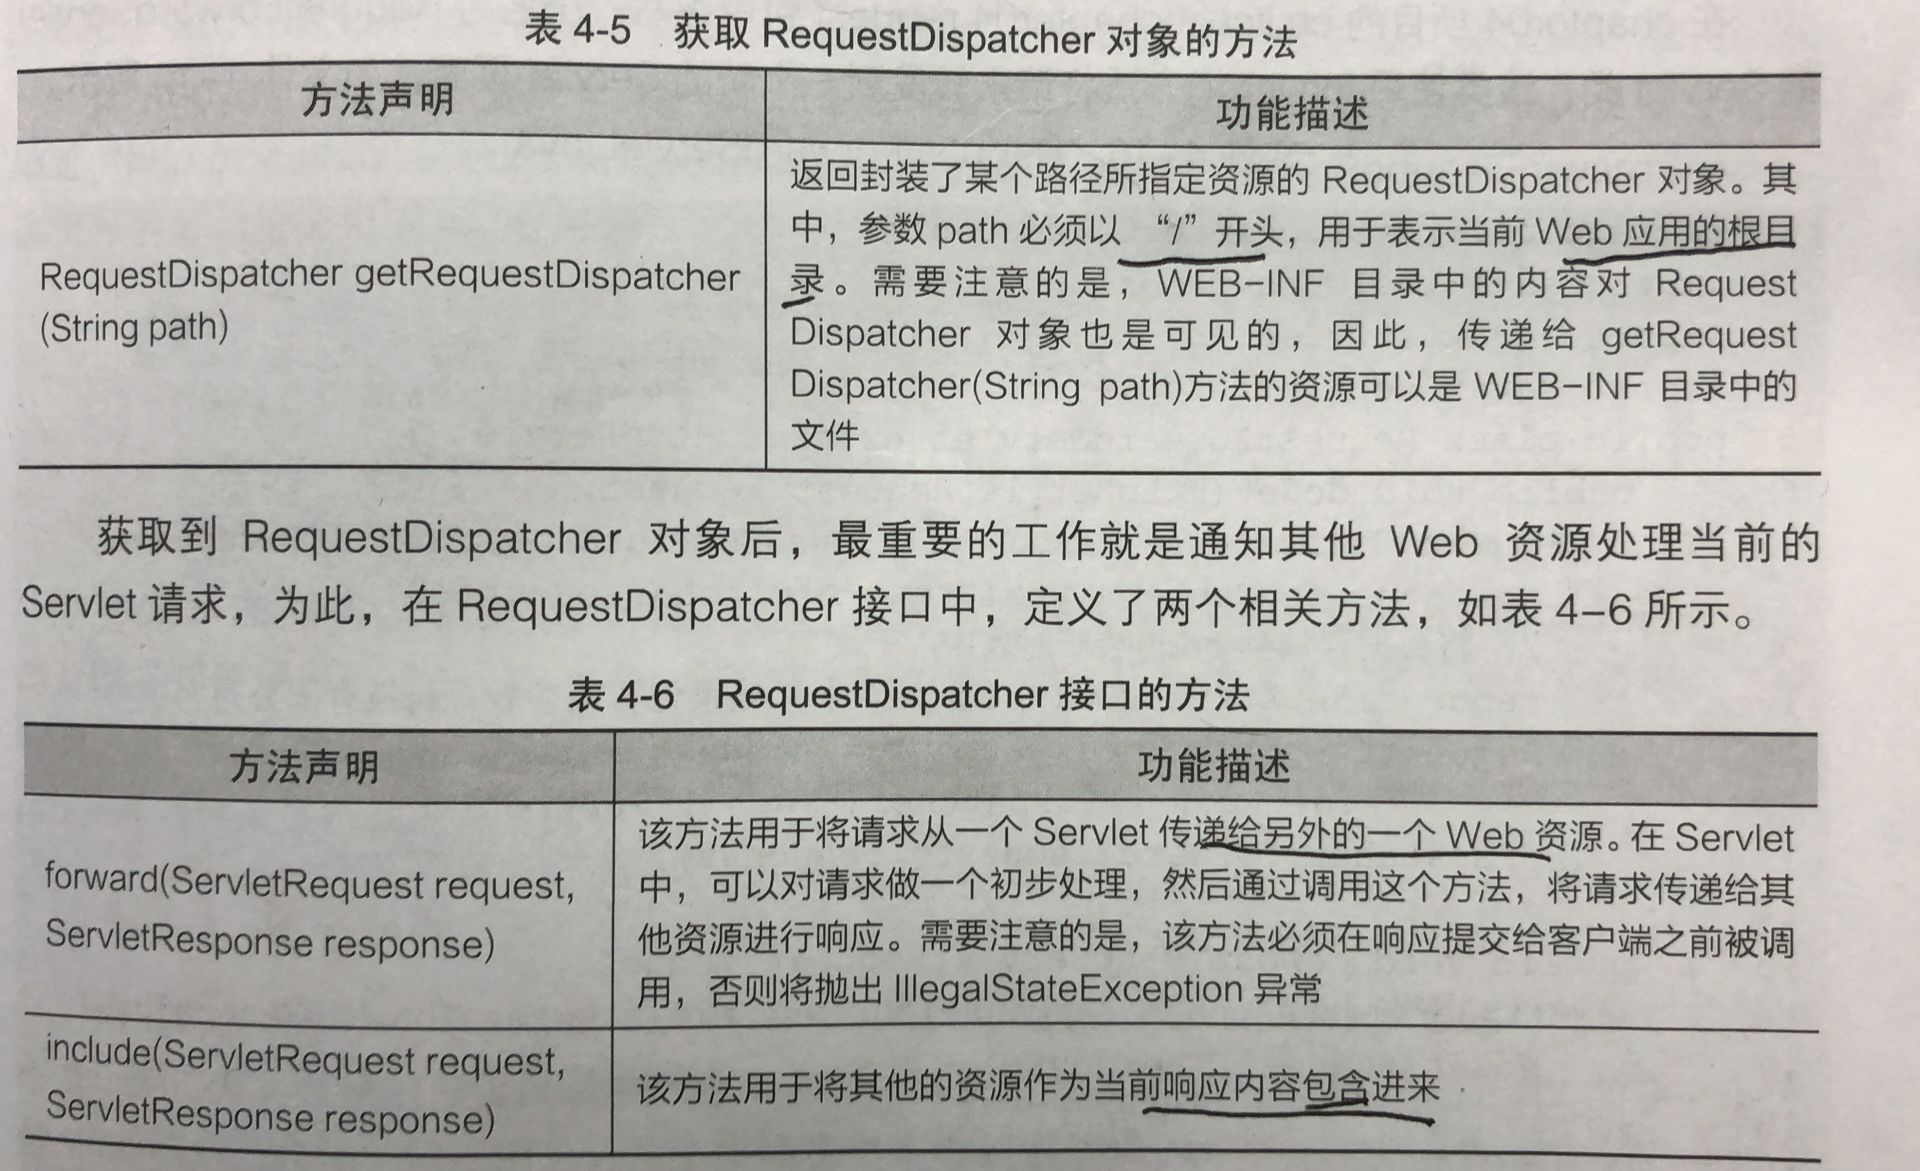 表 4-5 获取 RequestDispatcher 对象的方法
方法声明
功能描述
RequestDispatcher getRequestDispatcher
(String path)
返回封装了某个路径所指定资源的 RequestDispatcher 对象。其
中，参数 path 必须以 “/” 开头，用于表示当前 Web 应用的根目
录。需要注意的是，WEB-INF 目录中的内容对 Request
Dispatcher 对象也是可见的，因此，传递给 getRequest
Dispatcher(String path)方法的资源可以是 WEB-INF 目录中的
文件
获取到 RequestDispatcher 对象后，最重要的工作就是通知其他 Web 资源处理当前的
Servlet 请求，为此，在 RequestDispatcher 接口中，定义了两个相关方法，如表 4-6 所示。
表 4-6 RequestDispatcher 接口的方法
方法声明
功能描述
forward(ServletRequest request,
ServletResponse response)
该方法用于将请求从一个 Servlet 传递给另外的一个 Web 资源。在 Servlet
中，可以对请求做一个初步处理，然后通过调用这个方法，将请求传递给其
他资源进行响应。需要注意的是，该方法必须在响应提交给客户端之前被调
用，否则将抛出 IllegalStateException 异常
include(ServletRequest request,
ServletResponse response)
该方法用于将其他的资源作为当前响应内容包含进来